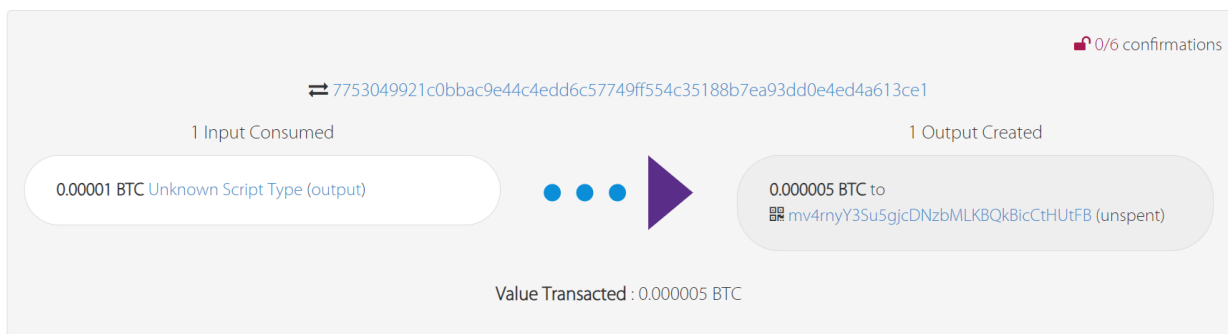 0/6 confirmations
7753049921c0bbac9e44c4edd6c57749ff554c35188b7ea93dd0e4ed4a613ce1
1 Input Consumed
0.00001 BTC Unknown Script Type (output)
1 Output Created
0.000005 BTC to
mv4rnyY3Su5gjcDNzbMLKBQkBicCtHUtFB (unspent)
Value Transacted : 0.000005 BTC